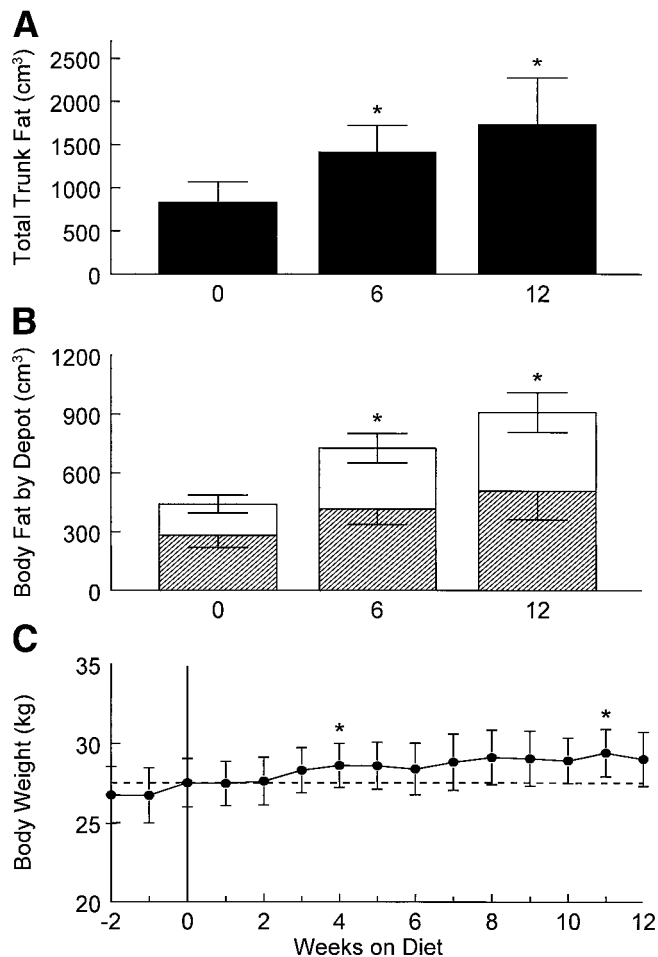 A
Total Trunk Fat (cm³)
2500
2000
1500
1000
500
0
*
*
0 6 12
B
Body Fat by Depot (cm³)
1200
900
600
300
0
*
*
0 6 12
C
Body Weight (kg)
35
30
25
20
*
*
-2 0 2 4 6 8 10 12
Weeks on Diet